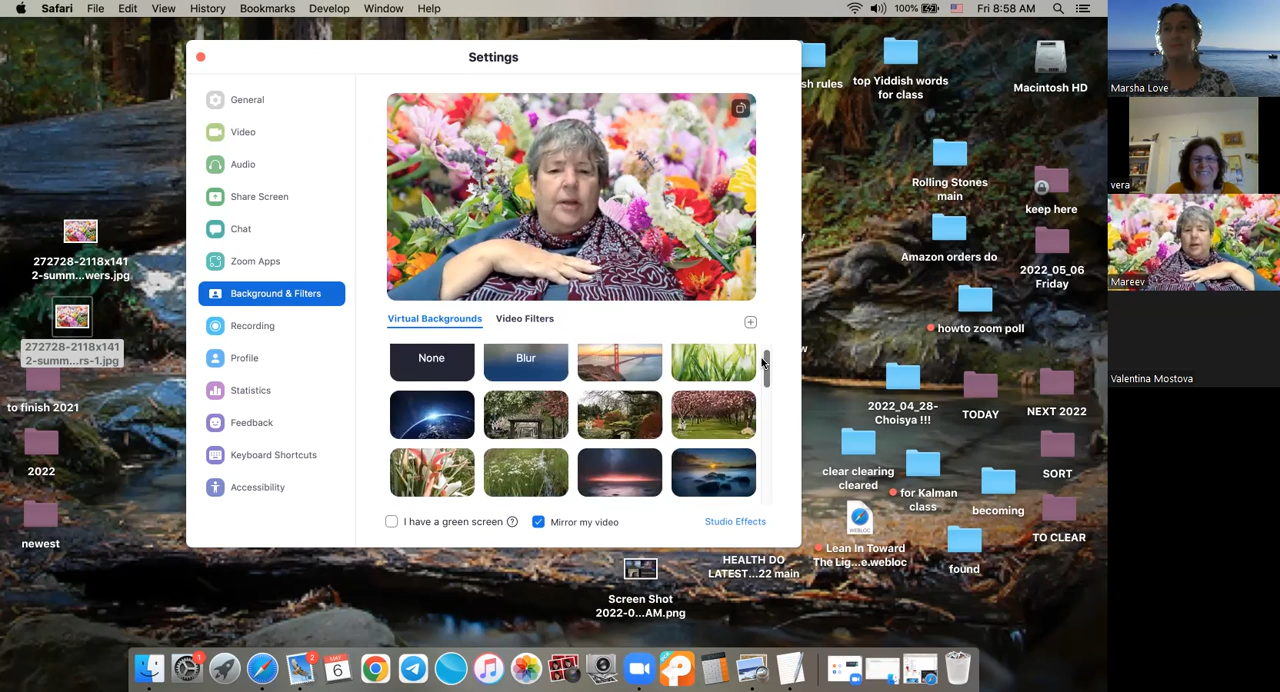 Safari File Edit View History Bookmarks Develop Window Help
100% Fri 8:58 AM
Settings
General
Video
Audio
Share Screen
Chat
Zoom Apps
Background & Filters
Recording
Profile
Statistics
Feedback
Keyboard Shortcuts
Accessibility
Virtual Backgrounds Video Filters
None
Blur
I have a green screen ?
Mirror my video
Studio Effects
272728-2118x141
2-summ...wers.jpg
272728-2118x141
2-summ...rs-1.jpg
to finish 2021
2022
newest
sh rules
top Yiddish words
for class
Macintosh HD
Rolling Stones
main
keep here
Amazon orders do
2022_05_06
Friday
howto zoom poll
2022_04_28-
Choisya !!!
TODAY
NEXT 2022
clear clearing
cleared
for Kalman
class
becoming
SORT
WEBLOC
Lean In Toward
The Lig...e.webloc
found
TO CLEAR
HEALTH DO
LATEST...22 main
Screen Shot
2022-0...AM.png
1
2
MAY
6
Marsha Love
vera
Mareev
Valentina Mostova